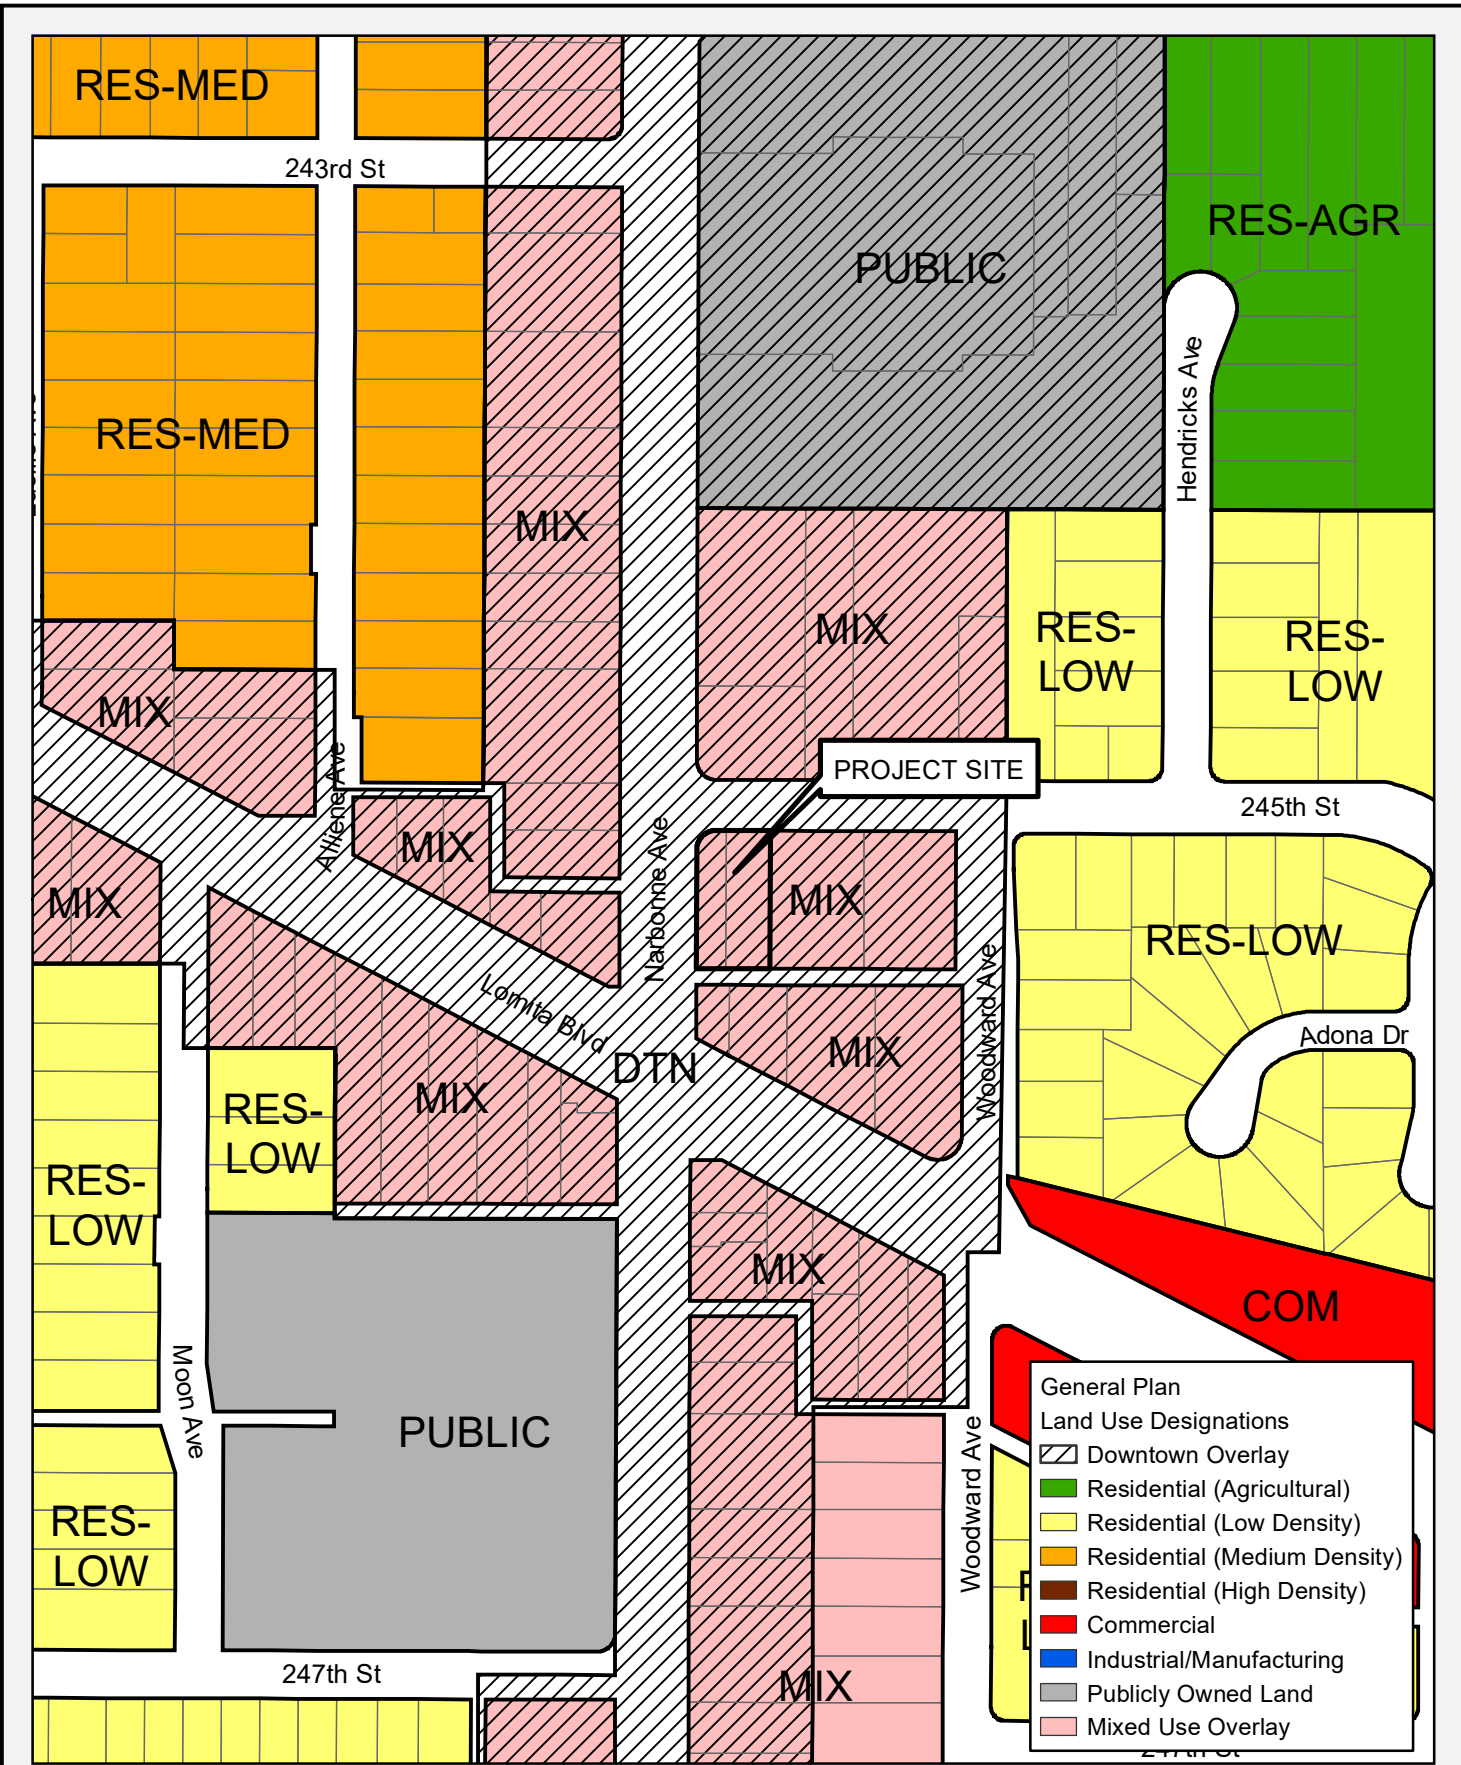 RES-MED
243rd St
RES-AGR
PUBLIC
Hendricks Ave
RES-MED
MIX
MIX
RES-
LOW
RES-
LOW
MIX
PROJECT SITE
245th St
Alliene Ave
MIX
Narbonne Ave
MIX
MIX
RES-LOW
Lomita Blvd
Woodward Ave
Adona Dr
DTN
MIX
RES-
LOW
MIX
RES-
LOW
MIX
COM
Moon Ave
PUBLIC
Woodward Ave
RES-
LOW
247th St
MIX
General Plan
Land Use Designations
Downtown Overlay
Residential (Agricultural)
Residential (Low Density)
Residential (Medium Density)
Residential (High Density)
Commercial
Industrial/Manufacturing
Publicly Owned Land
Mixed Use Overlay
247th St